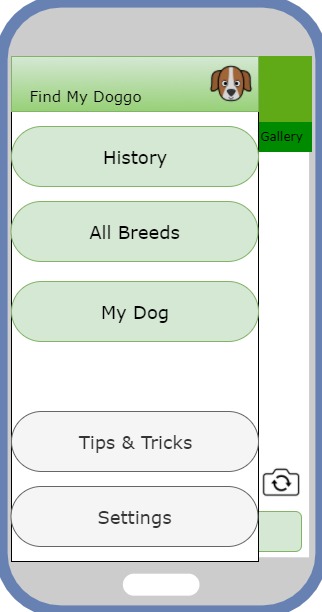 Find My Doggo
Gallery
History
All Breeds
My Dog
Tips & Tricks
Settings